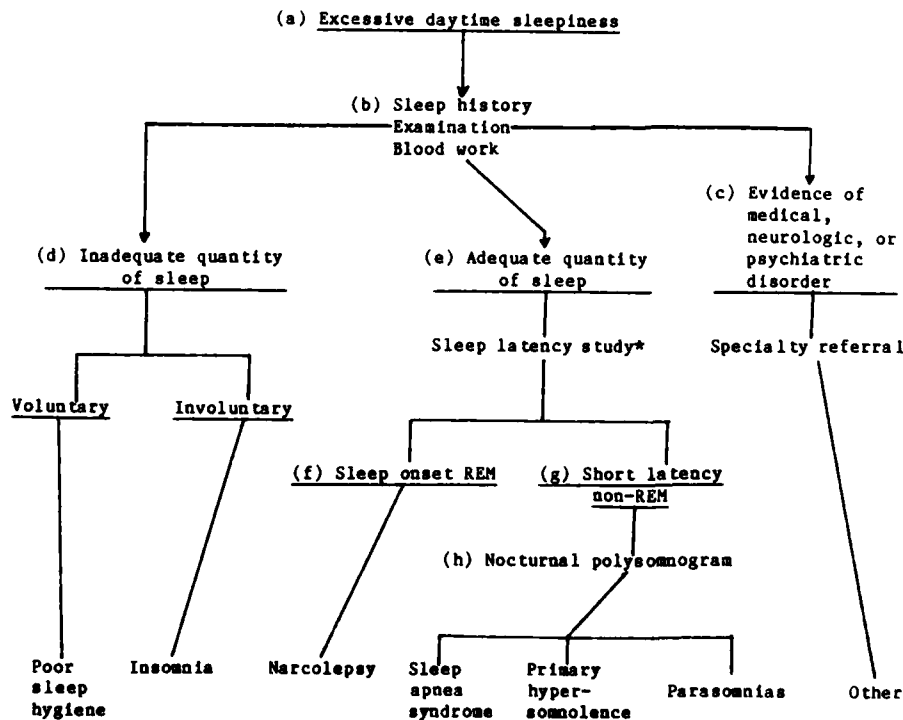 (a) Excessive daytime sleepiness
(b) Sleep history
Examination
Blood work
(c) Evidence of
medical,
neurologic, or
psychiatric
disorder
(d) Inadequate quantity
of sleep
(e) Adequate quantity
of sleep
Sleep latency study*
Specialty referral
Voluntary
Involuntary
(f) Sleep onset REM
(g) Short latency
non-REM
(h) Nocturnal polysomnogram
Poor
sleep
hygiene
Insomnia
Narcolepsy
Sleep
apnea
syndrome
Primary
hyper-
somnolence
Parasomnias
Other